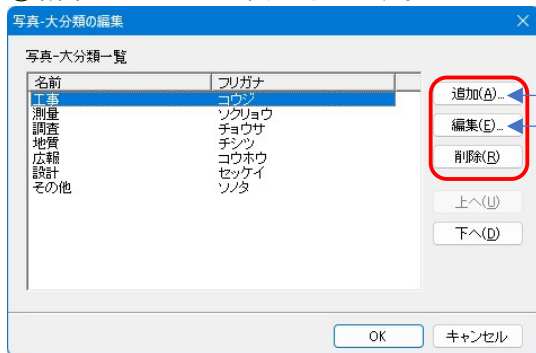 写真-大分類の編集
写真-大分類一覧
名前 フリガナ
工事 コウジ
測量 ソクリョウ
調査 チョウサ
地質 チシツ
広報 コウホウ
設計 セッケイ
その他 ソノタ
追加(A)...
編集(E)...
削除(R)
上へ(U)
下へ(D)
OK キャンセル